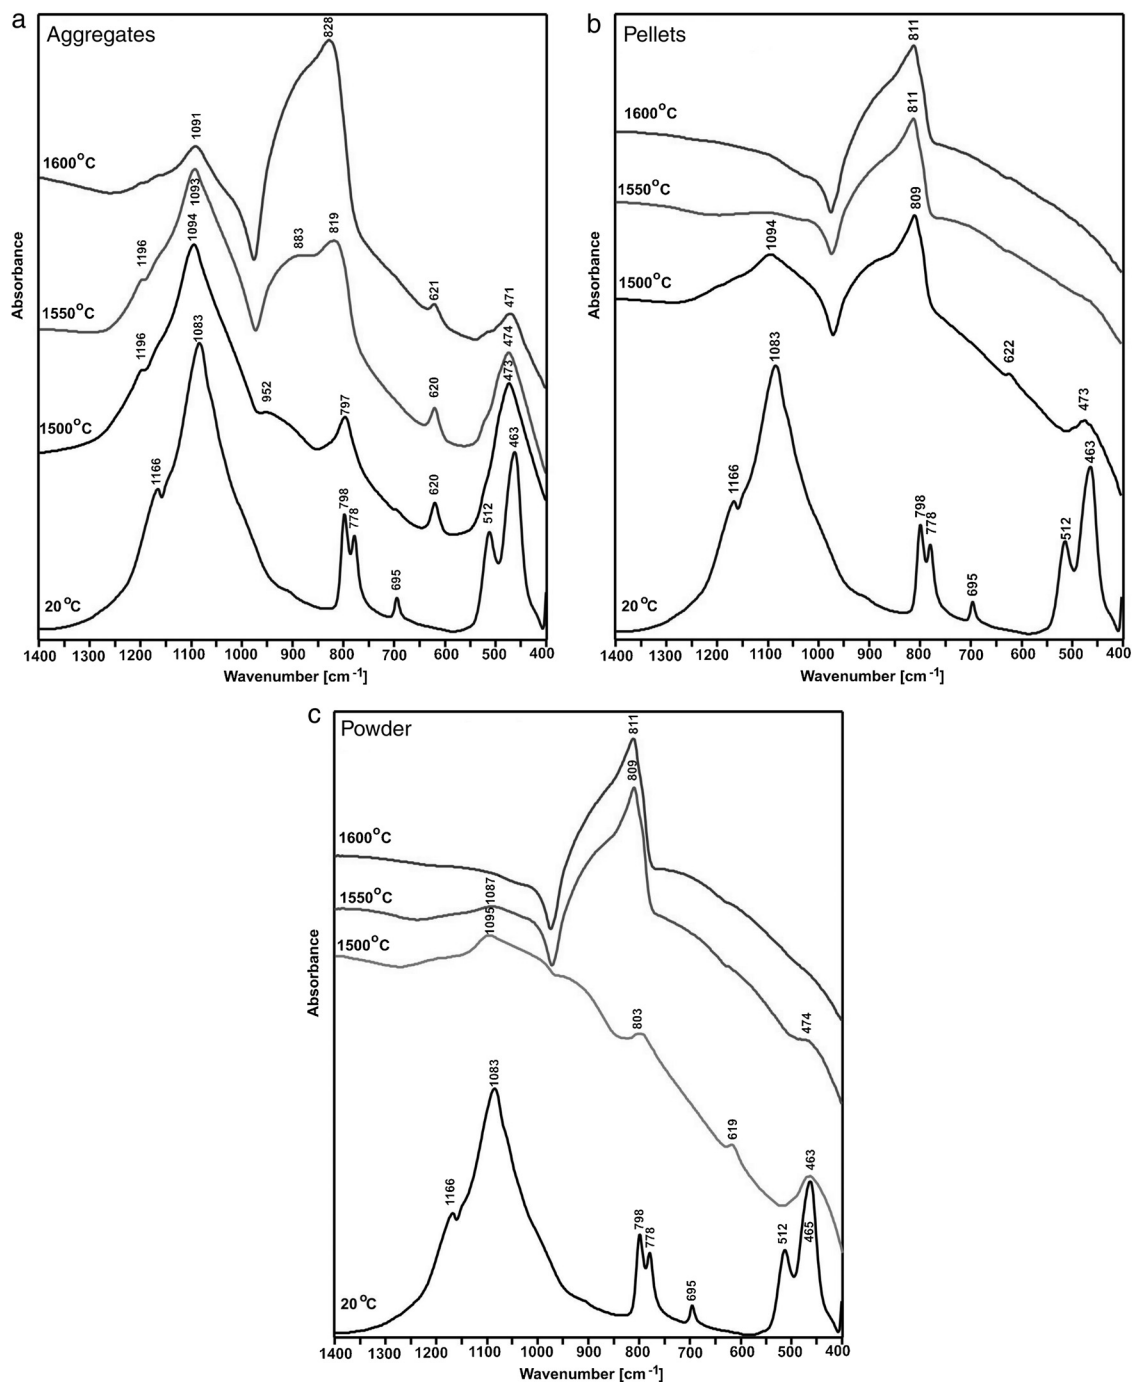 a
Aggregates
828
1091
1600°C
1093
1196
883
819
621
471
1550°C
1094
474
1196
1083
952
797
620
473
1500°C
463
1166
798
778
620
512
695
20°C
Absorbance
1400 1300 1200 1100 1000 900 800 700 600 500 400
Wavenumber [cm⁻¹]
b
Pellets
811
1600°C
811
1550°C
809
1094
1500°C
1083
622
473
463
1166
798
778
512
695
20°C
Absorbance
1400 1300 1200 1100 1000 900 800 700 600 500 400
Wavenumber [cm⁻¹]
c
Powder
811
809
1600°C
1087
1550°C
1095
1500°C
803
474
1083
619
463
1166
798
778
512
465
695
20°C
Absorbance
1400 1300 1200 1100 1000 900 800 700 600 500 400
Wavenumber [cm⁻¹]